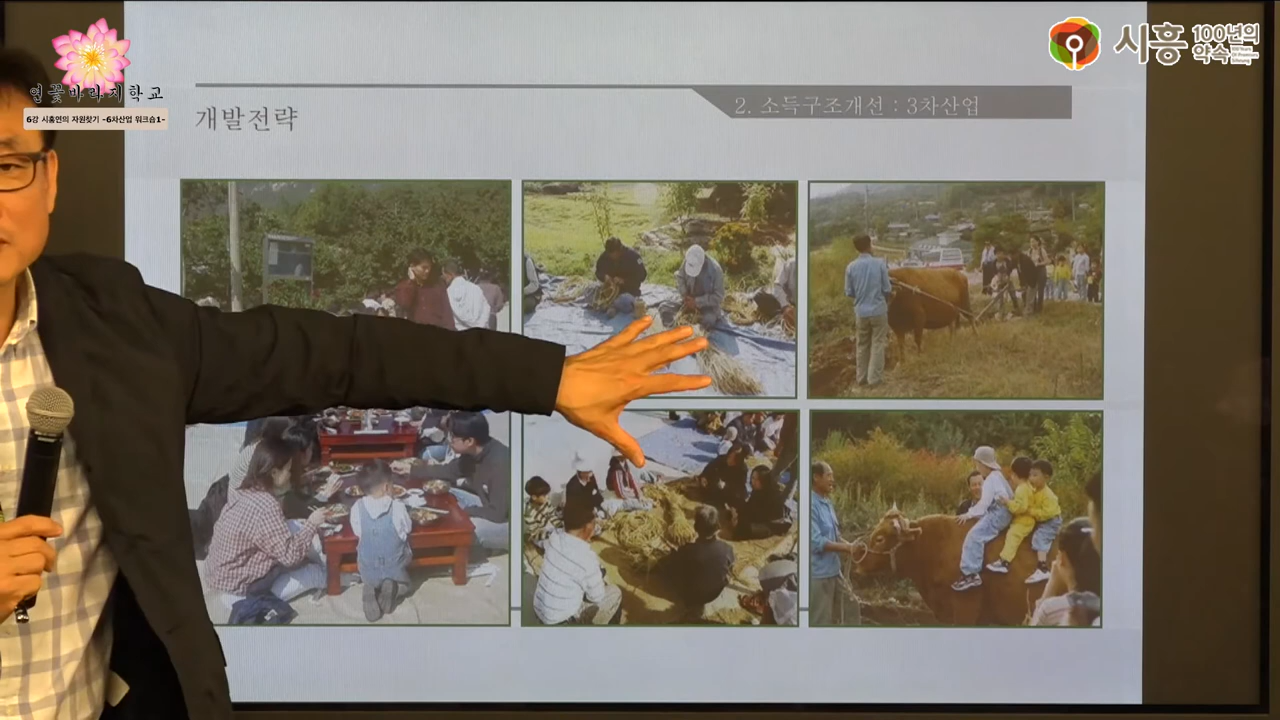 연꽃마라지학교
6강 시흥연의 자원찾기 -6차산업 워크숍1-
시흥
100년의
약속
개발전략
2. 소득구조개선 : 3차산업